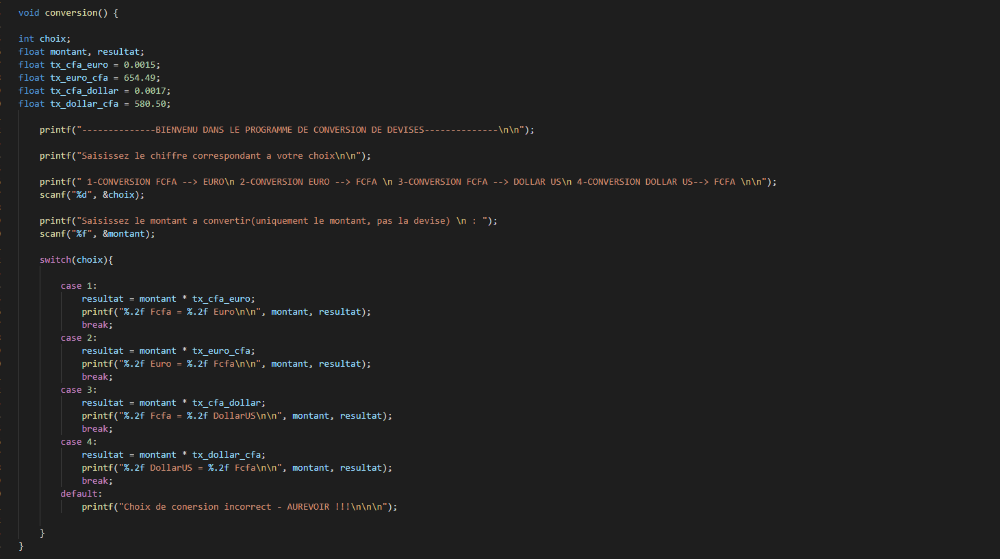 void conversion() {
int choix;
float montant, resultat;
float tx_cfa_euro = 0.0015;
float tx_euro_cfa = 654.49;
float tx_cfa_dollar = 0.0017;
float tx_dollar_cfa = 580.50;
printf("--------------BIENVENU DANS LE PROGRAMME DE CONVERSION DE DEVISES--------------\n\n");
printf("Saisissez le chiffre correspondant a votre choix\n\n");
printf(" 1-CONVERSION FCFA --> EURO\n 2-CONVERSION EURO --> FCFA \n 3-CONVERSION FCFA --> DOLLAR US\n 4-CONVERSION DOLLAR US--> FCFA \n\n");
scanf("%d", &choix);
printf("Saisissez le montant a convertir(uniquement le montant, pas la devise) \n : ");
scanf("%f", &montant);
switch(choix){
case 1:
resultat = montant * tx_cfa_euro;
printf("%.2f Fcfa = %.2f Euro\n\n", montant, resultat);
break;
case 2:
resultat = montant * tx_euro_cfa;
printf("%.2f Euro = %.2f Fcfa\n\n", montant, resultat);
break;
case 3:
resultat = montant * tx_cfa_dollar;
printf("%.2f Fcfa = %.2f DollarUS\n\n", montant, resultat);
break;
case 4:
resultat = montant * tx_dollar_cfa;
printf("%.2f DollarUS = %.2f Fcfa\n\n", montant, resultat);
break;
default:
printf("Choix de conersion incorrect - AUREVOIR !!!\n\n\n");
}
}